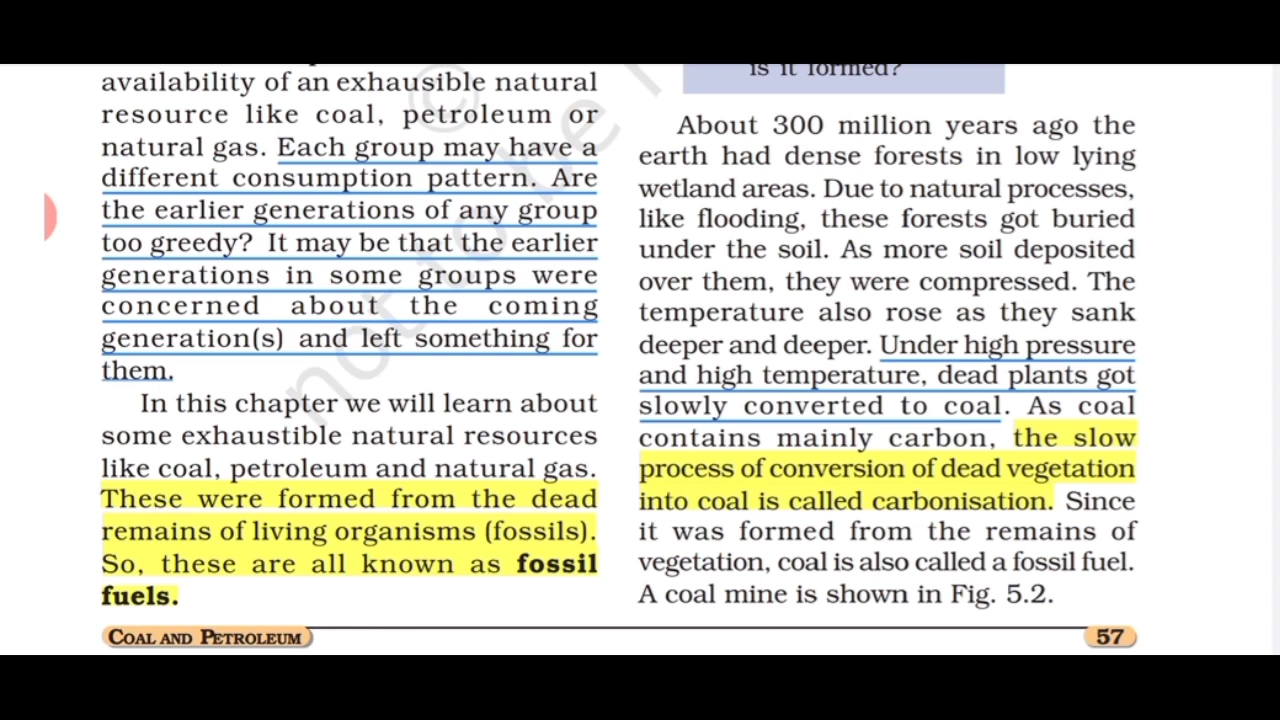 availability of an exhausible natural
resource like coal, petroleum or
natural gas. Each group may have a
different consumption pattern. Are
the earlier generations of any group
too greedy? It may be that the earlier
generations in some groups were
concerned about the coming
generation(s) and left something for
them.
In this chapter we will learn about
some exhaustible natural resources
like coal, petroleum and natural gas.
These were formed from the dead
remains of living organisms (fossils).
So, these are all known as fossil
fuels.
is it formed?
About 300 million years ago the
earth had dense forests in low lying
wetland areas. Due to natural processes,
like flooding, these forests got buried
under the soil. As more soil deposited
over them, they were compressed. The
temperature also rose as they sank
deeper and deeper. Under high pressure
and high temperature, dead plants got
slowly converted to coal. As coal
contains mainly carbon, the slow
process of conversion of dead vegetation
into coal is called carbonisation. Since
it was formed from the remains of
vegetation, coal is also called a fossil fuel.
A coal mine is shown in Fig. 5.2.
COAL AND PETROLEUM
57
©
not to be r